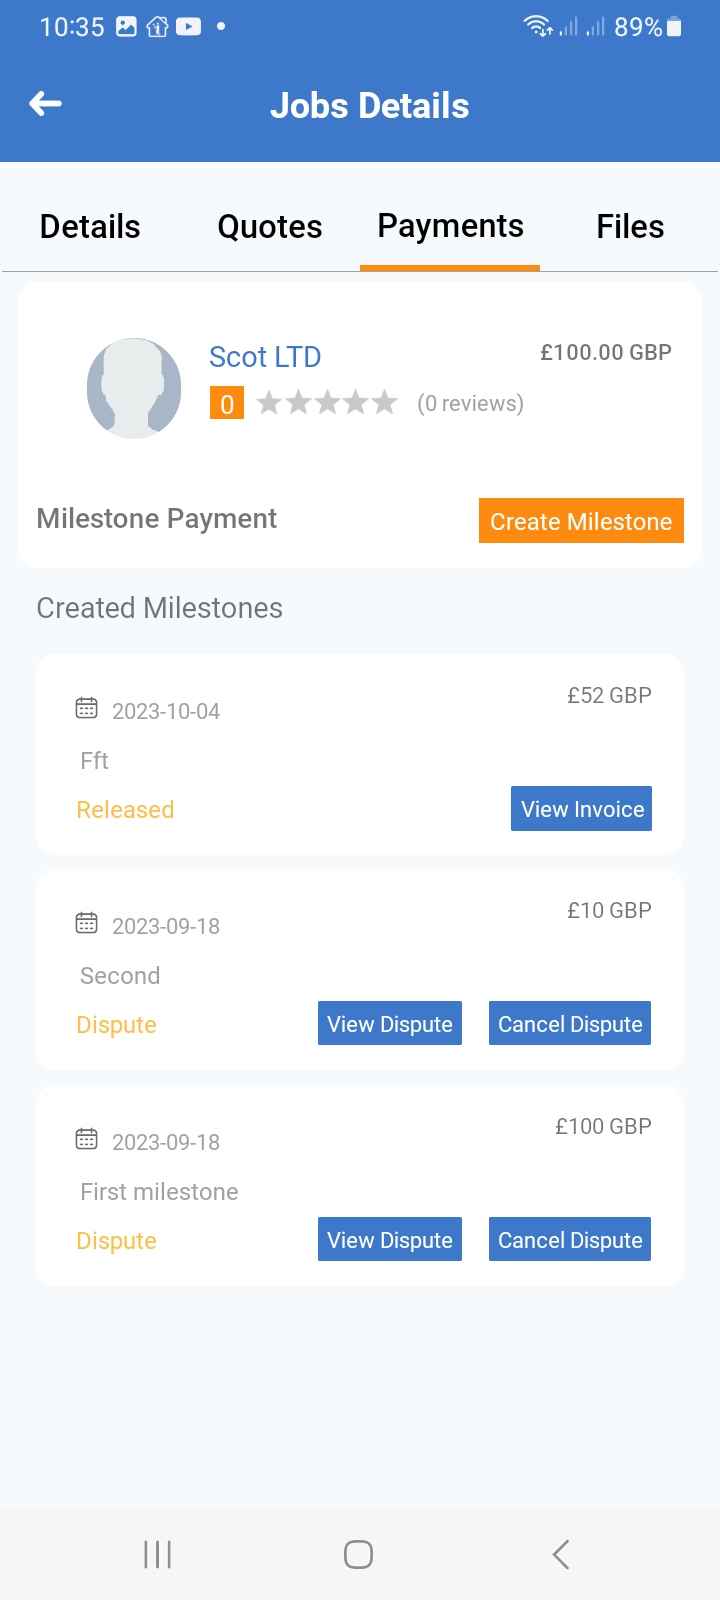 10:35 89%
Jobs Details
Details Quotes Payments Files
Scot LTD £100.00 GBP
0 (0 reviews)
Milestone Payment Create Milestone
Created Milestones
2023-10-04 £52 GBP
Fft
Released View Invoice
2023-09-18 £10 GBP
Second
Dispute View Dispute Cancel Dispute
2023-09-18 £100 GBP
First milestone
Dispute View Dispute Cancel Dispute